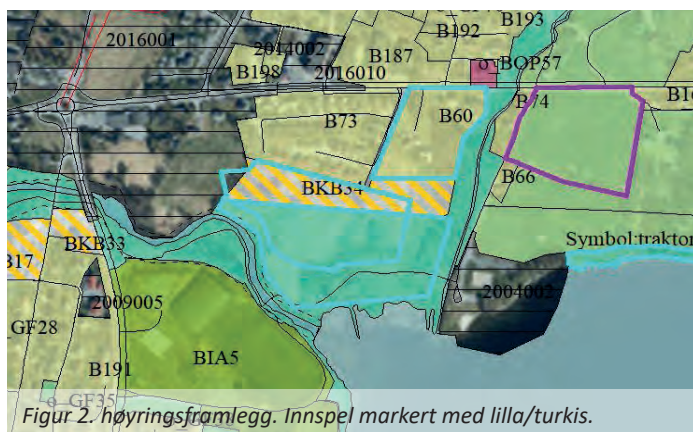 B193
B192
2016001
2014002
B187
BOP57
B198
2016010
B74
B73
B60
B66
BKB34
Symbol:traktor
BKB33
B17
2009005
2004002
GF28
BIA5
B191
GF35
Figur 2. høyringsframlegg. Innspel markert med lilla/turkis.